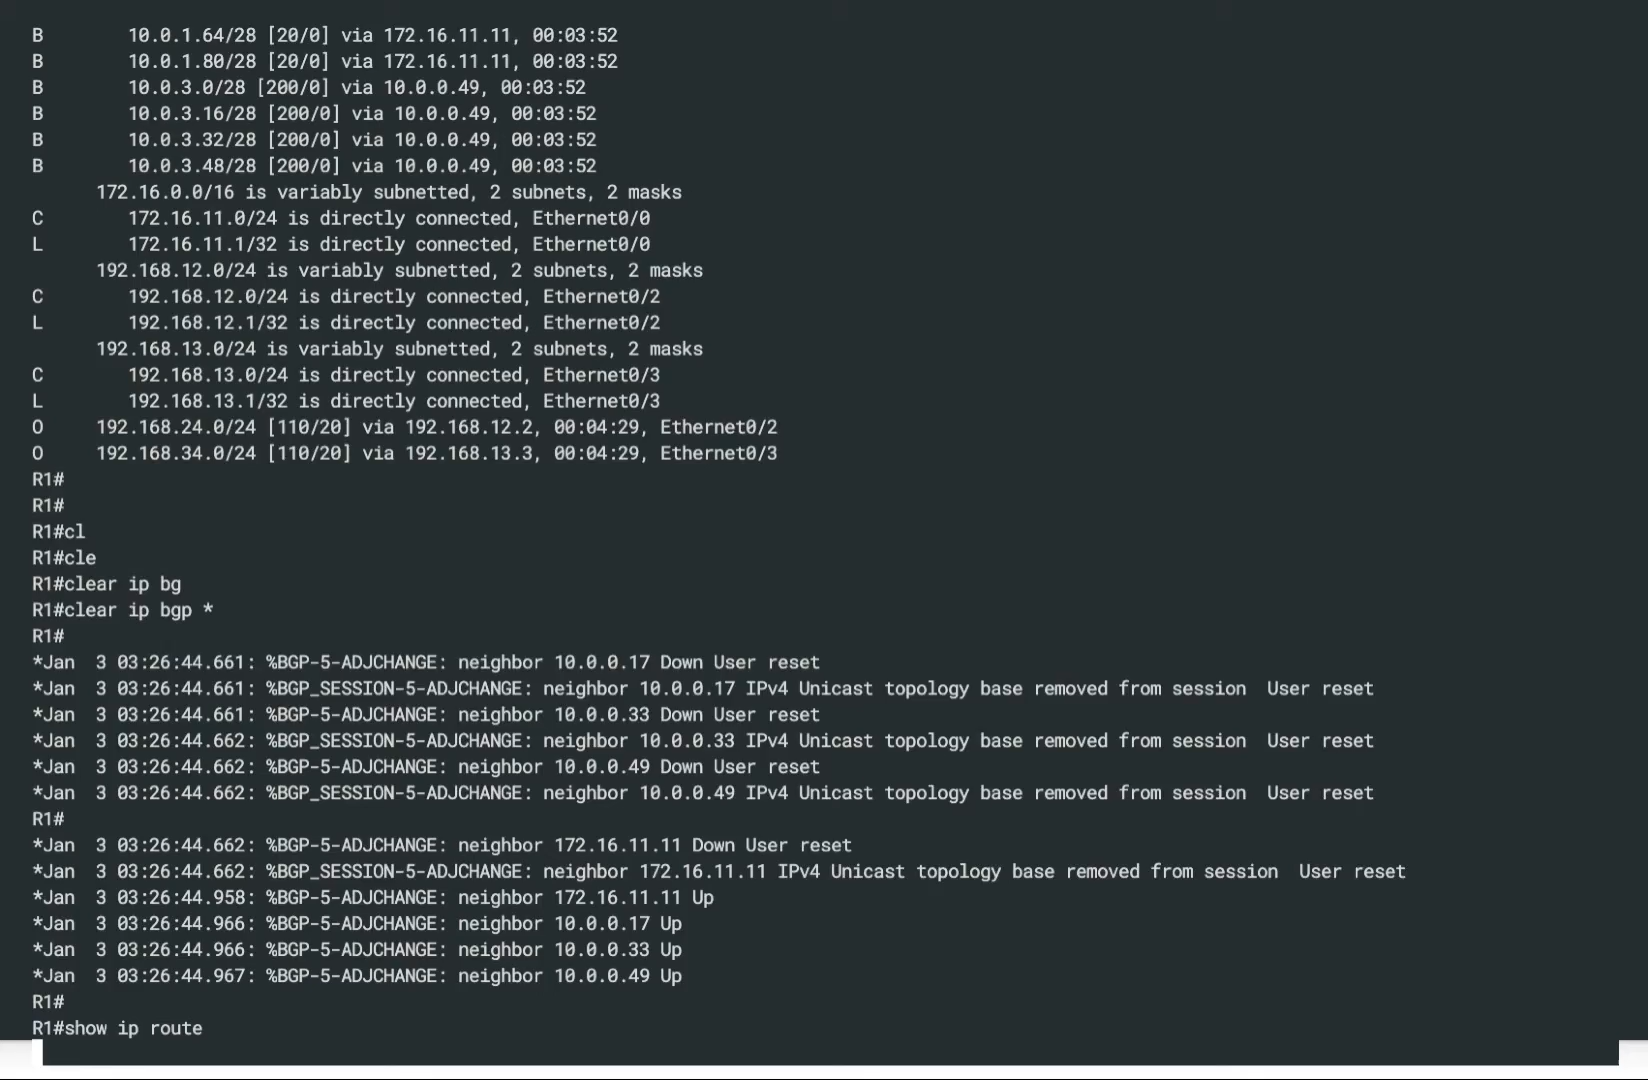 B        10.0.1.64/28 [20/0] via 172.16.11.11, 00:03:52
B        10.0.1.80/28 [20/0] via 172.16.11.11, 00:03:52
B        10.0.3.0/28 [200/0] via 10.0.0.49, 00:03:52
B        10.0.3.16/28 [200/0] via 10.0.0.49, 00:03:52
B        10.0.3.32/28 [200/0] via 10.0.0.49, 00:03:52
B        10.0.3.48/28 [200/0] via 10.0.0.49, 00:03:52
      172.16.0.0/16 is variably subnetted, 2 subnets, 2 masks
C        172.16.11.0/24 is directly connected, Ethernet0/0
L        172.16.11.1/32 is directly connected, Ethernet0/0
      192.168.12.0/24 is variably subnetted, 2 subnets, 2 masks
C        192.168.12.0/24 is directly connected, Ethernet0/2
L        192.168.12.1/32 is directly connected, Ethernet0/2
      192.168.13.0/24 is variably subnetted, 2 subnets, 2 masks
C        192.168.13.0/24 is directly connected, Ethernet0/3
L        192.168.13.1/32 is directly connected, Ethernet0/3
O     192.168.24.0/24 [110/20] via 192.168.12.2, 00:04:29, Ethernet0/2
O     192.168.34.0/24 [110/20] via 192.168.13.3, 00:04:29, Ethernet0/3
R1#
R1#
R1#cl
R1#cle
R1#clear ip bg
R1#clear ip bgp *
R1#
*Jan  3 03:26:44.661: %BGP-5-ADJCHANGE: neighbor 10.0.0.17 Down User reset
*Jan  3 03:26:44.661: %BGP_SESSION-5-ADJCHANGE: neighbor 10.0.0.17 IPv4 Unicast topology base removed from session  User reset
*Jan  3 03:26:44.661: %BGP-5-ADJCHANGE: neighbor 10.0.0.33 Down User reset
*Jan  3 03:26:44.662: %BGP_SESSION-5-ADJCHANGE: neighbor 10.0.0.33 IPv4 Unicast topology base removed from session  User reset
*Jan  3 03:26:44.662: %BGP-5-ADJCHANGE: neighbor 10.0.0.49 Down User reset
*Jan  3 03:26:44.662: %BGP_SESSION-5-ADJCHANGE: neighbor 10.0.0.49 IPv4 Unicast topology base removed from session  User reset
R1#
*Jan  3 03:26:44.662: %BGP-5-ADJCHANGE: neighbor 172.16.11.11 Down User reset
*Jan  3 03:26:44.662: %BGP_SESSION-5-ADJCHANGE: neighbor 172.16.11.11 IPv4 Unicast topology base removed from session  User reset
*Jan  3 03:26:44.958: %BGP-5-ADJCHANGE: neighbor 172.16.11.11 Up
*Jan  3 03:26:44.966: %BGP-5-ADJCHANGE: neighbor 10.0.0.17 Up
*Jan  3 03:26:44.966: %BGP-5-ADJCHANGE: neighbor 10.0.0.33 Up
*Jan  3 03:26:44.967: %BGP-5-ADJCHANGE: neighbor 10.0.0.49 Up
R1#
R1#show ip route